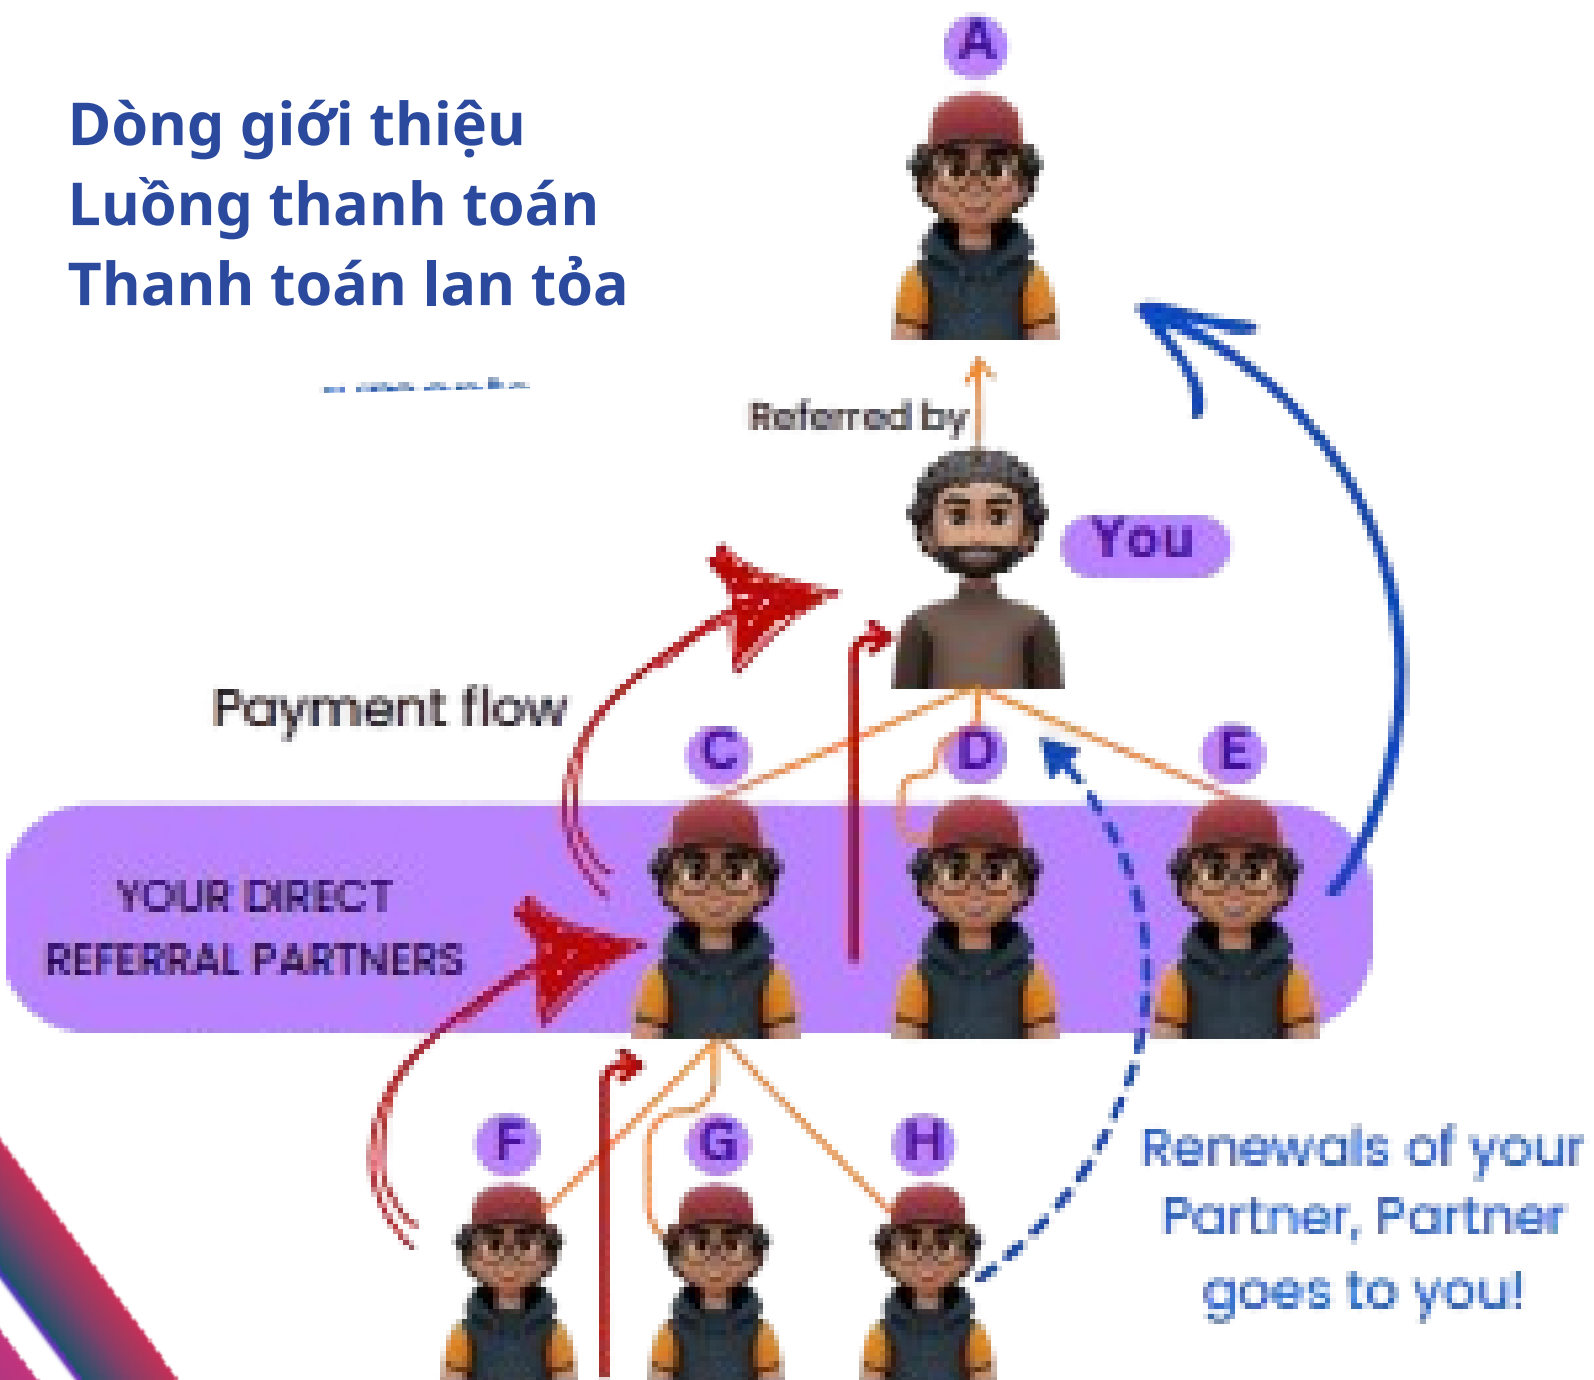 A
Dòng giới thiệu
Luồng thanh toán
Thanh toán lan tỏa
Referred by
You
Payment flow
C
D
E
YOUR DIRECT
REFERRAL PARTNERS
F
G
H
Renewals of your
Partner, Partner
goes to you!